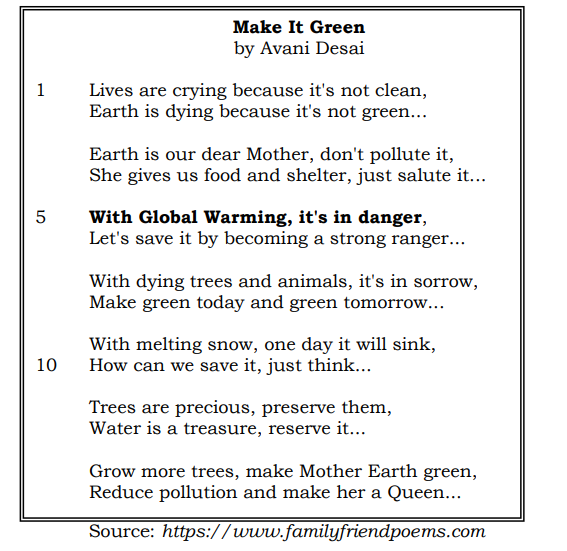 Make It Green
by Avani Desai
1 Lives are crying because it's not clean,
Earth is dying because it's not green...
Earth is our dear Mother, don't pollute it,
She gives us food and shelter, just salute it...
5 With Global Warming, it's in danger,
Let's save it by becoming a strong ranger...
With dying trees and animals, it's in sorrow,
Make green today and green tomorrow...
With melting snow, one day it will sink,
10 How can we save it, just think...
Trees are precious, preserve them,
Water is a treasure, reserve it...
Grow more trees, make Mother Earth green,
Reduce pollution and make her a Queen...
Source: https://www.familyfriendpoems.com